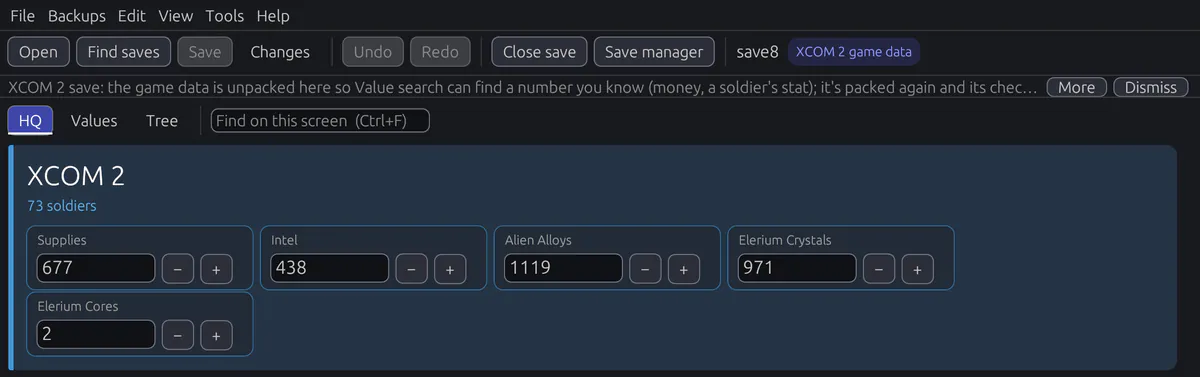 File Backups Edit View Tools Help
Open Find saves Save Changes Undo Redo Close save Save manager save8 XCOM 2 game data
XCOM 2 save: the game data is unpacked here so Value search can find a number you know (money, a soldier's stat); it's packed again and its chec... More Dismiss
HQ Values Tree Find on this screen (Ctrl+F)
XCOM 2
73 soldiers
Supplies Intel Alien Alloys Elerium Crystals
677 − + 438 − + 1119 − + 971 − +
Elerium Cores
2 − +